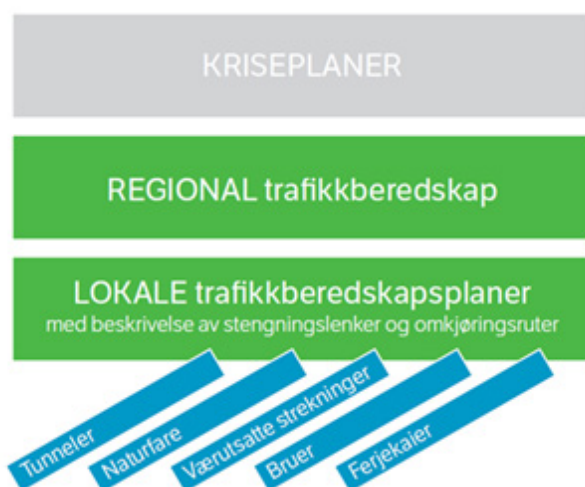 KRISEPLANER
REGIONAL trafikkberedskap
LOKALE trafikkberedskapsplaner
med beskrivelse av stengningslenker og omkjøringsruter
Tunneler
Naturfare
Værutsatte strekninger
Bruer
Ferjekaier